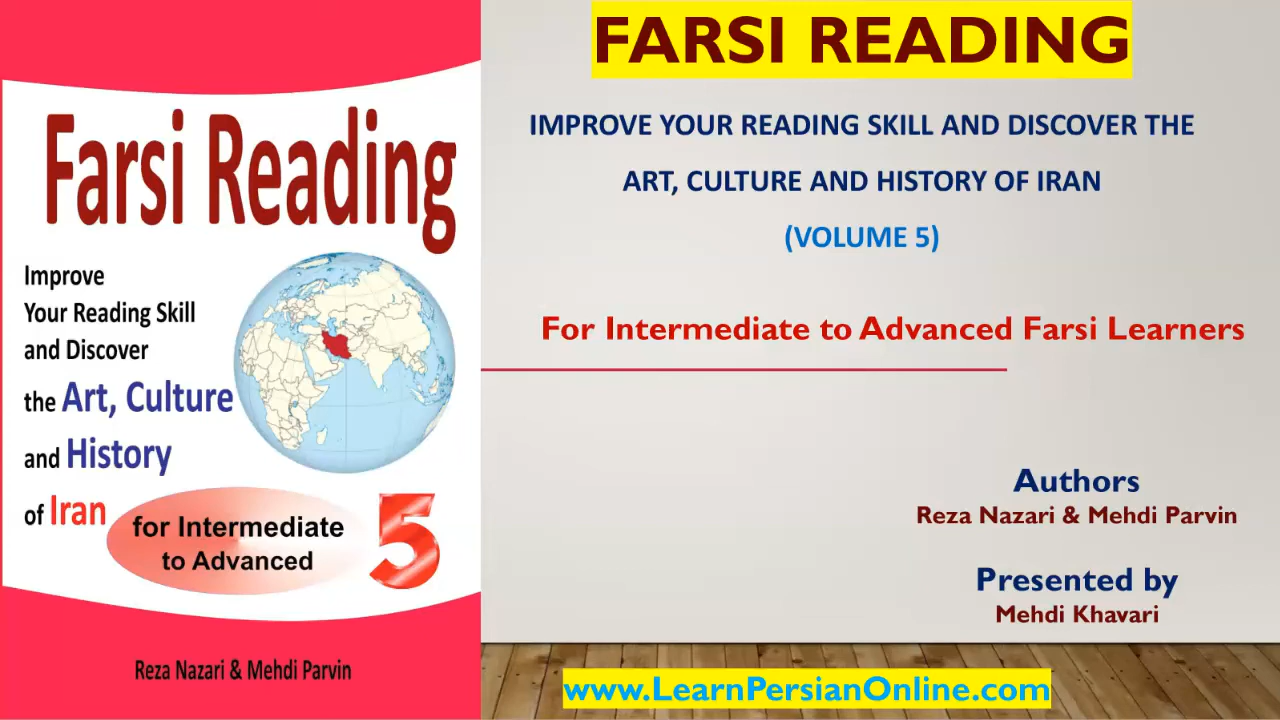 Farsi Reading
Improve
Your Reading Skill
and Discover
the Art, Culture
and History
of Iran
for Intermediate
to Advanced
5
Reza Nazari & Mehdi Parvin
FARSI READING
IMPROVE YOUR READING SKILL AND DISCOVER THE
ART, CULTURE AND HISTORY OF IRAN
(VOLUME 5)
For Intermediate to Advanced Farsi Learners
Authors
Reza Nazari & Mehdi Parvin
Presented by
Mehdi Khavari
www.LearnPersianOnline.com